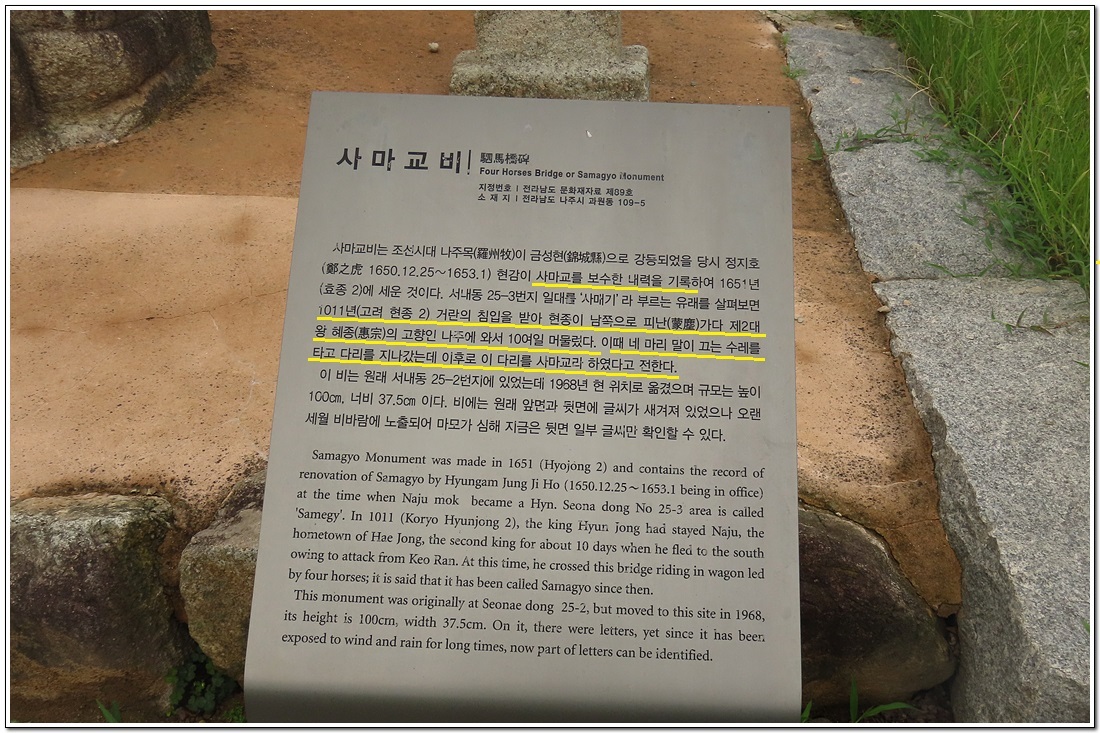 사마교비 駟馬橋碑
Four Horses Bridge or Samagyo Monument
지정번호 | 전라남도 문화재자료 제89호
소 재 지 | 전라남도 나주시 과원동 109-5
사마교비는 조선시대 나주목(羅州牧)이 금성현(錦城縣)으로 강등되었을 당시 정지호
(鄭之虎 1650.12.25~1653.1) 현감이 사마교를 보수한 내력을 기록하여 1651년
(효종 2)에 세운 것이다. 서내동 25-3번지 일대를 '사매기' 라 부르는 유래를 살펴보면
1011년(고려 현종 2) 거란의 침입을 받아 현종이 남쪽으로 피난(蒙塵)가다 제2대
왕 혜종(惠宗)의 고향인 나주에 와서 10여일 머물렀다. 이때 네 마리 말이 끄는 수레를
타고 다리를 지나갔는데 이후로 이 다리를 사마교라 하였다고 전한다.
이 비는 원래 서내동 25-2번지에 있었는데 1968년 현 위치로 옮겼으며 규모는 높이
100㎝, 너비 37.5㎝ 이다. 비에는 원래 앞면과 뒷면에 글씨가 새겨져 있었으나 오랜
세월 비바람에 노출되어 마모가 심해 지금은 뒷면 일부 글씨만 확인할 수 있다.
Samagyo Monument was made in 1651 (Hyojong 2) and contains the record of
renovation of Samagyo by Hyungam Jung Ji Ho (1650.12.25~1653.1 being in office)
at the time when Naju mok became a Hyn. Seona dong No 25-3 area is called
'Samegy'. In 1011 (Koryo Hyunjong 2), the king Hyun Jong had stayed Naju, the
hometown of Hae Jong, the second king for about 10 days when he fled to the south
owing to attack from Keo Ran. At this time, he crossed this bridge riding in wagon led
by four horses; it is said that it has been called Samagyo since then.
This monument was originally at Seonae dong 25-2, but moved to this site in 1968,
its height is 100cm, width 37.5cm. On it, there were letters, yet since it has been
exposed to wind and rain for long times, now part of letters can be identified.